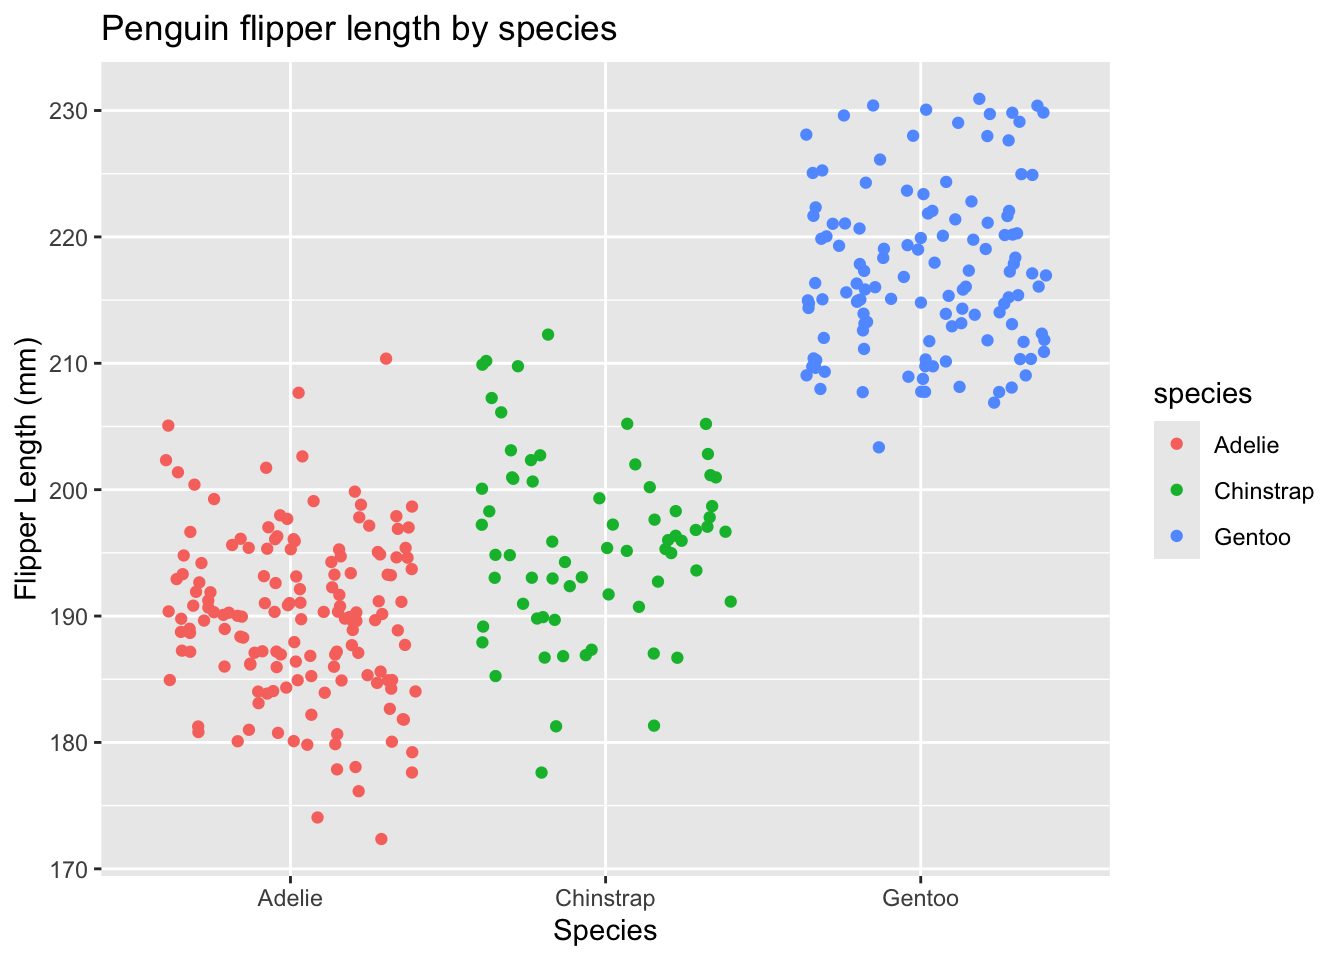 Penguin flipper length by species
Flipper Length (mm)
230
220
210
200
190
180
170
Adelie
Chinstrap
Gentoo
Species
species
Adelie
Chinstrap
Gentoo